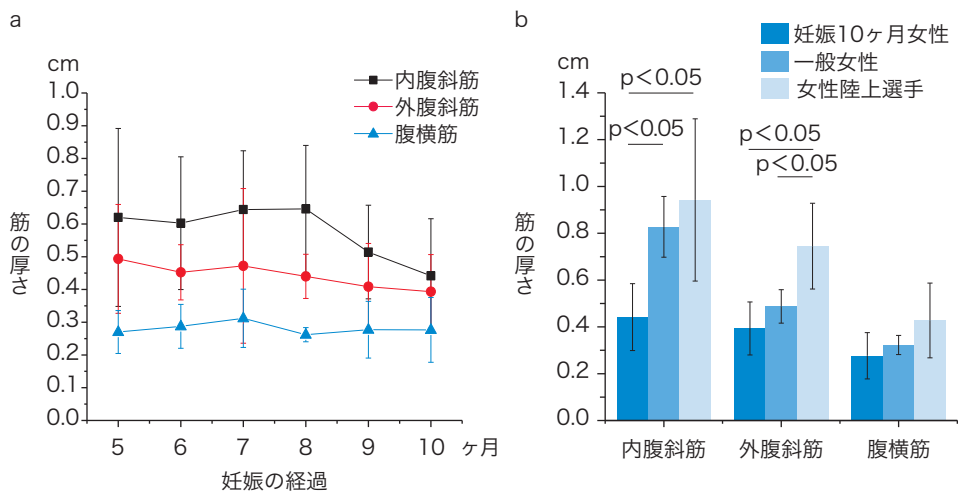 a
cm
1.0
0.9
0.8
0.7
0.6
0.5
0.4
0.3
0.2
0.1
0.0
筋の厚さ
内腹斜筋
外腹斜筋
腹横筋
5 6 7 8 9 10 ヶ月
妊娠の経過
b
妊娠10ヶ月女性
一般女性
女性陸上選手
cm
1.4
1.2
1.0
0.8
0.6
0.4
0.2
0.0
筋の厚さ
p<0.05
p<0.05
p<0.05
p<0.05
内腹斜筋 外腹斜筋 腹横筋